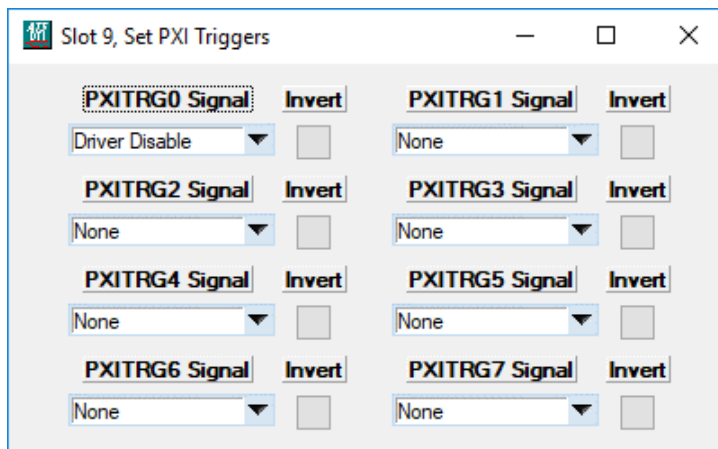 Slot 9, Set PXI Triggers
PXITRG0 Signal Invert PXITRG1 Signal Invert
Driver Disable None
PXITRG2 Signal Invert PXITRG3 Signal Invert
None None
PXITRG4 Signal Invert PXITRG5 Signal Invert
None None
PXITRG6 Signal Invert PXITRG7 Signal Invert
None None